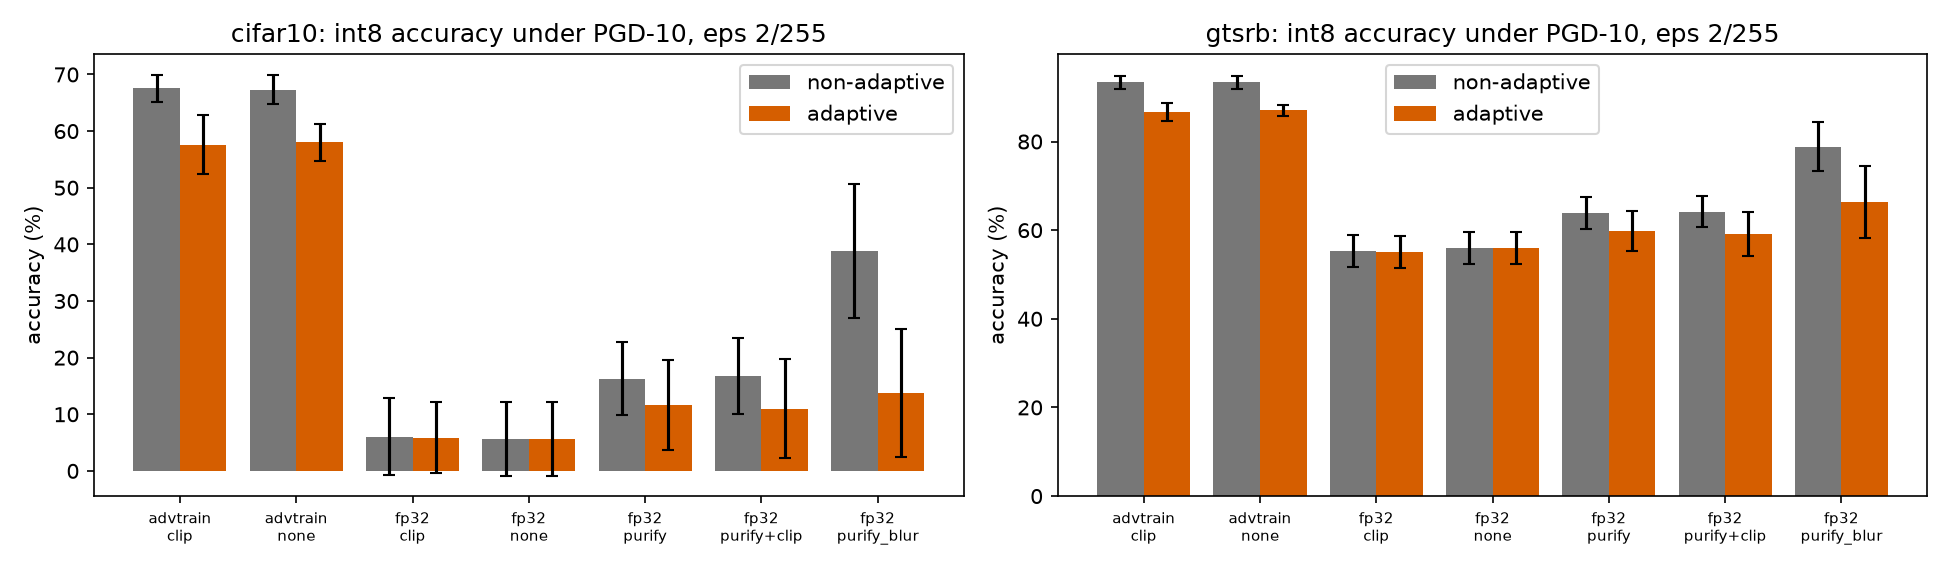 cifar10: int8 accuracy under PGD-10, eps 2/255
accuracy (%)
70
60
50
40
30
20
10
0
non-adaptive
adaptive
advtrain
clip
advtrain
none
fp32
clip
fp32
none
fp32
purify
fp32
purify+clip
fp32
purify_blur
gtsrb: int8 accuracy under PGD-10, eps 2/255
accuracy (%)
80
60
40
20
0
non-adaptive
adaptive
advtrain
clip
advtrain
none
fp32
clip
fp32
none
fp32
purify
fp32
purify+clip
fp32
purify_blur